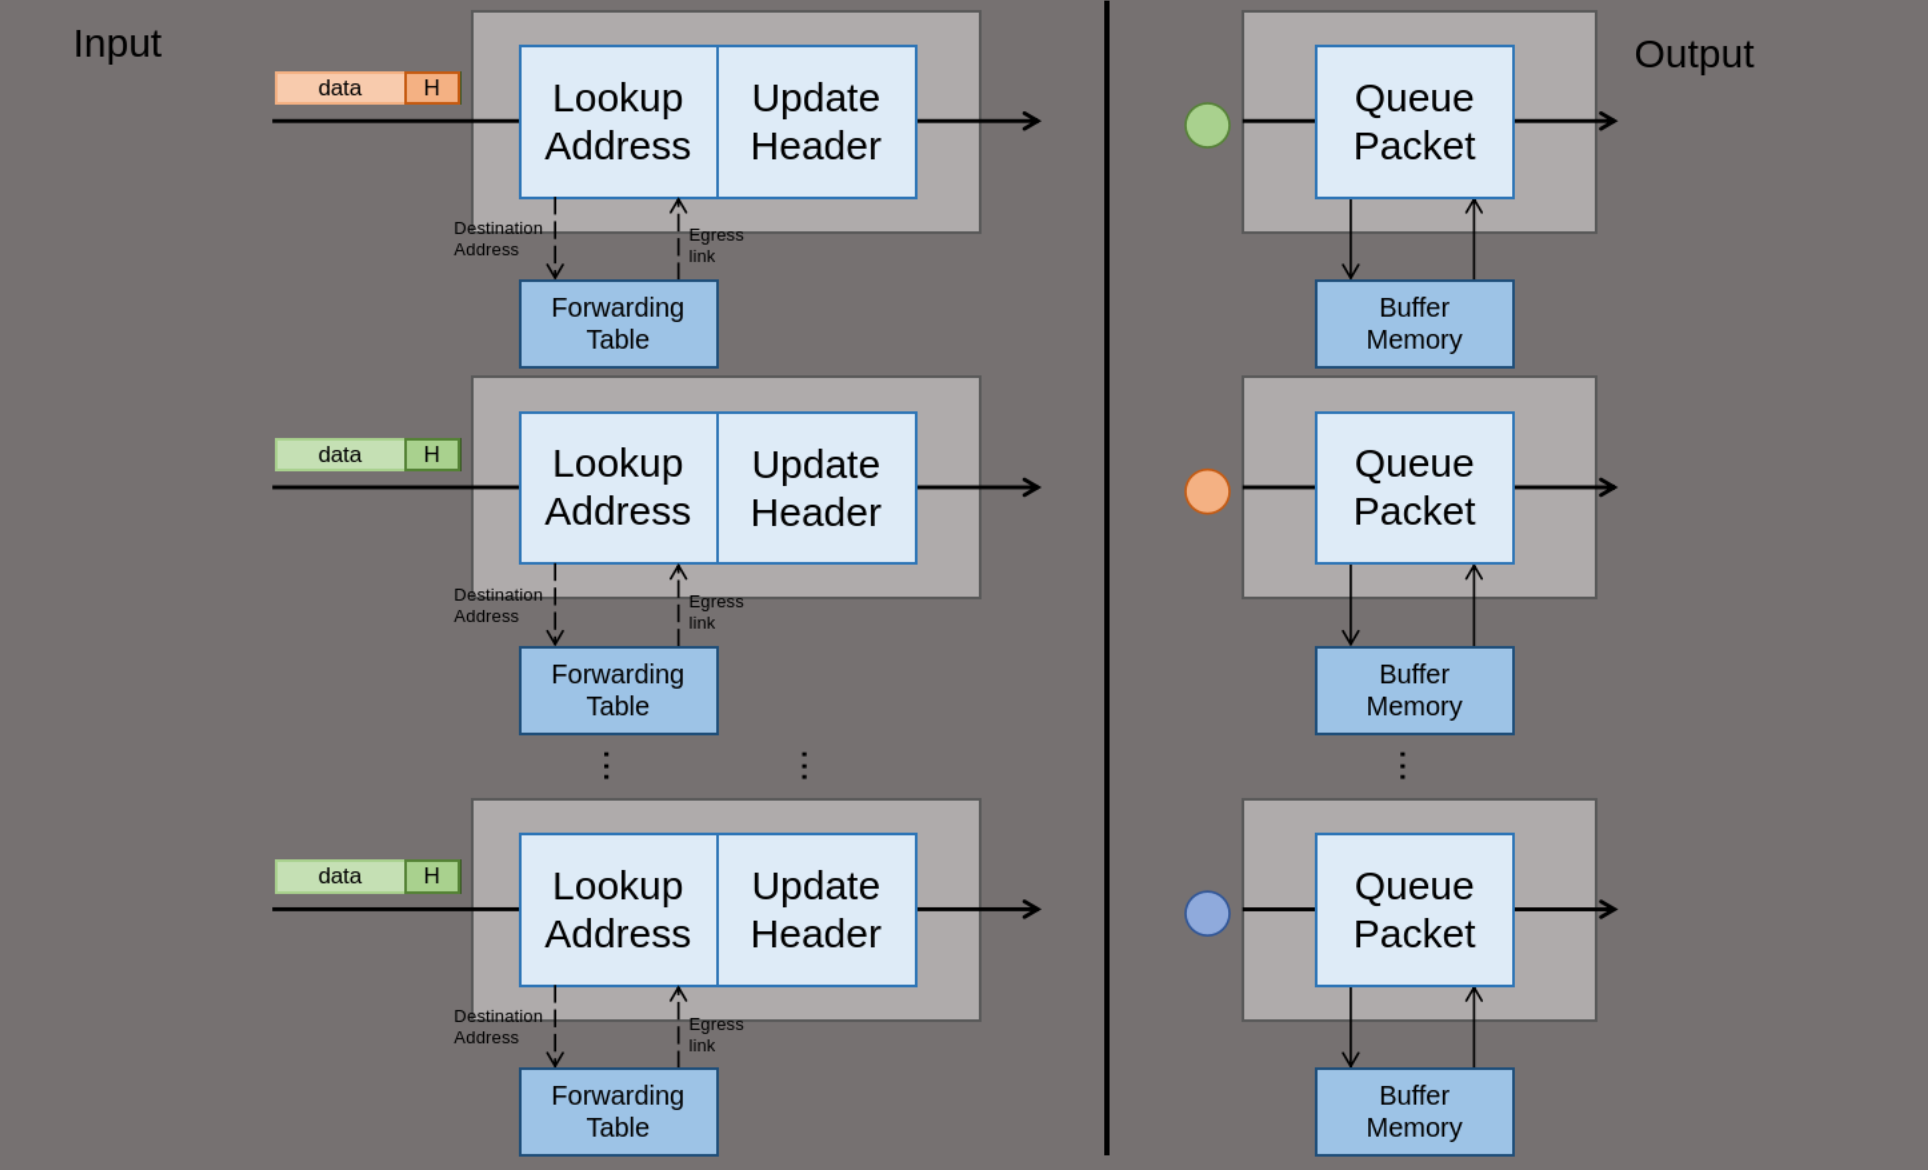 Input
Output
data
H
Lookup
Address
Update
Header
Queue
Packet
Destination
Address
Egress
link
Forwarding
Table
Buffer
Memory
data
H
Lookup
Address
Update
Header
Queue
Packet
Destination
Address
Egress
link
Forwarding
Table
Buffer
Memory
data
H
Lookup
Address
Update
Header
Queue
Packet
Destination
Address
Egress
link
Forwarding
Table
Buffer
Memory